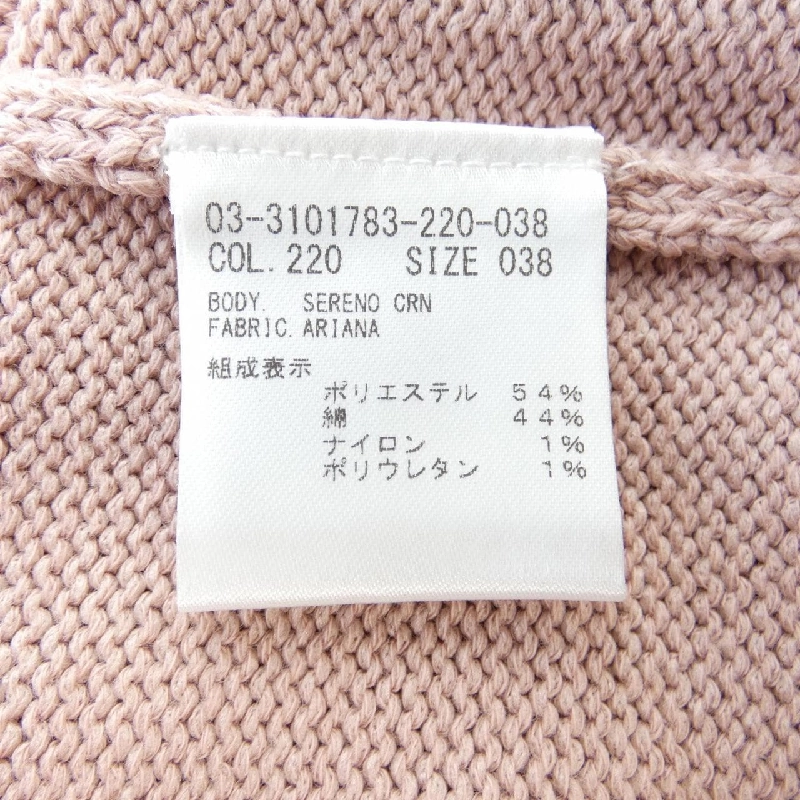 03-3101783-220-038
COL. 220 SIZE 038
BODY. SERENO CRN
FABRIC. ARIANA
組成表示
ポリエステル 54%
綿 44%
ナイロン 1%
ポリウレタン 1%